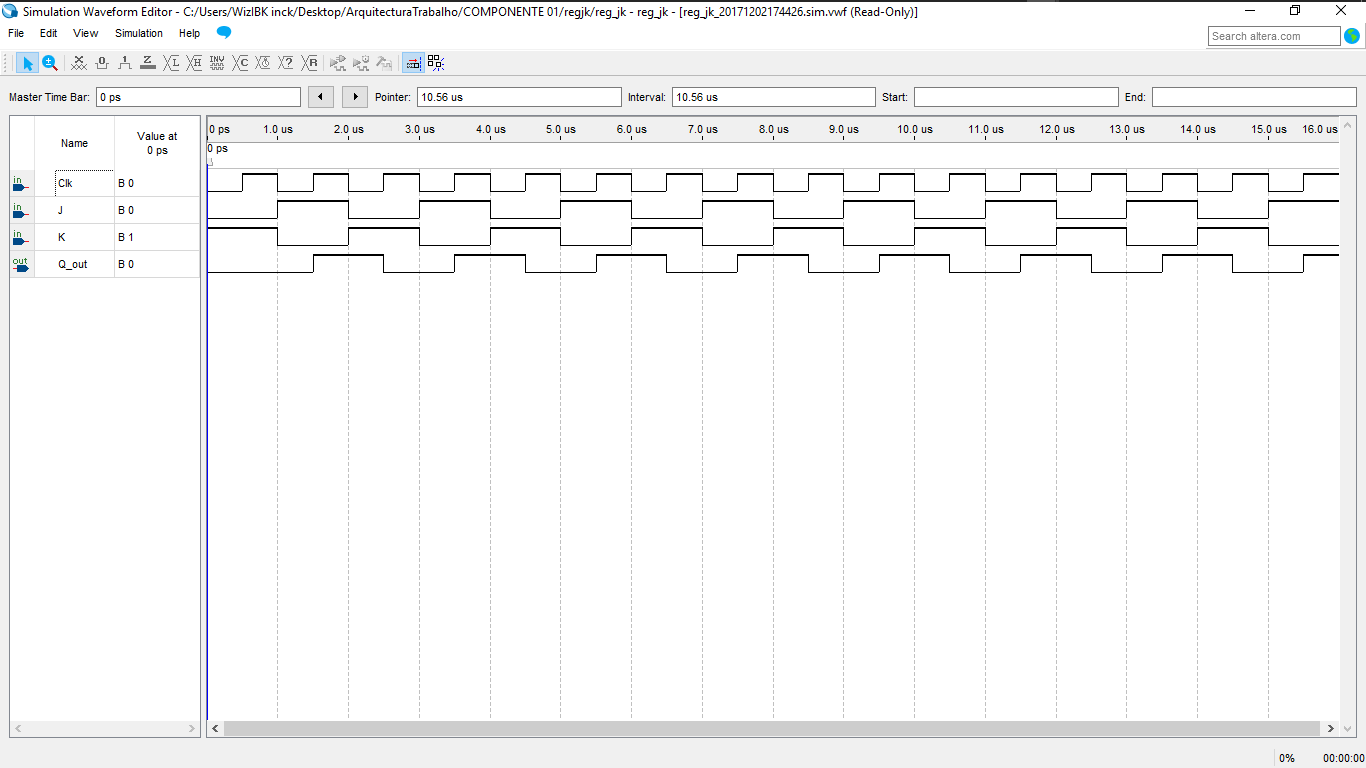 Simulation Waveform Editor - C:/Users/WizIBK inck/Desktop/ArquitecturaTrabalho/COMPONENTE 01/regjk/reg_jk - reg_jk - [reg_jk_20171202174426.sim.vwf (Read-Only)]
File Edit View Simulation Help
Search altera.com
Master Time Bar: 0 ps Pointer: 10.56 us Interval: 10.56 us Start: End:
Name Value at
0 ps
0 ps 1.0 us 2.0 us 3.0 us 4.0 us 5.0 us 6.0 us 7.0 us 8.0 us 9.0 us 10.0 us 11.0 us 12.0 us 13.0 us 14.0 us 15.0 us 16.0 us
0 ps
in Clk B 0
in J B 0
in K B 1
out Q_out B 0
0% 00:00:00